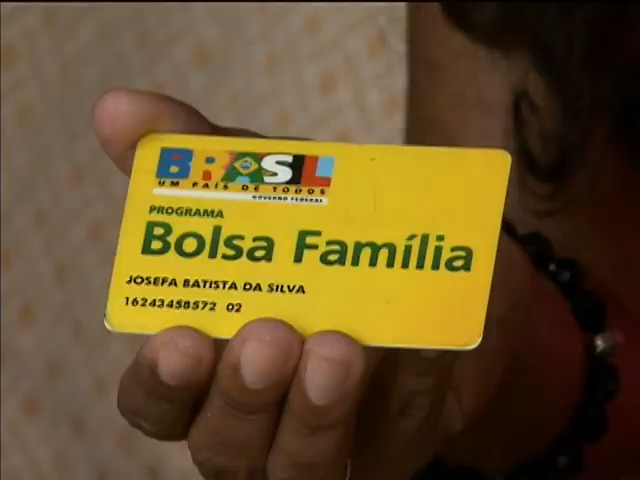 BRASIL
UM PAÍS DE TODOS
GOVERNO FEDERAL
PROGRAMA
Bolsa Família
JOSEFA BATISTA DA SILVA
16243458572 02